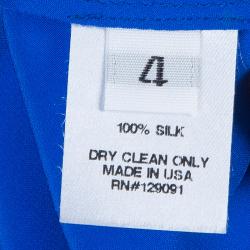 4
100% SILK
DRY CLEAN ONLY
MADE IN USA
RN#129091